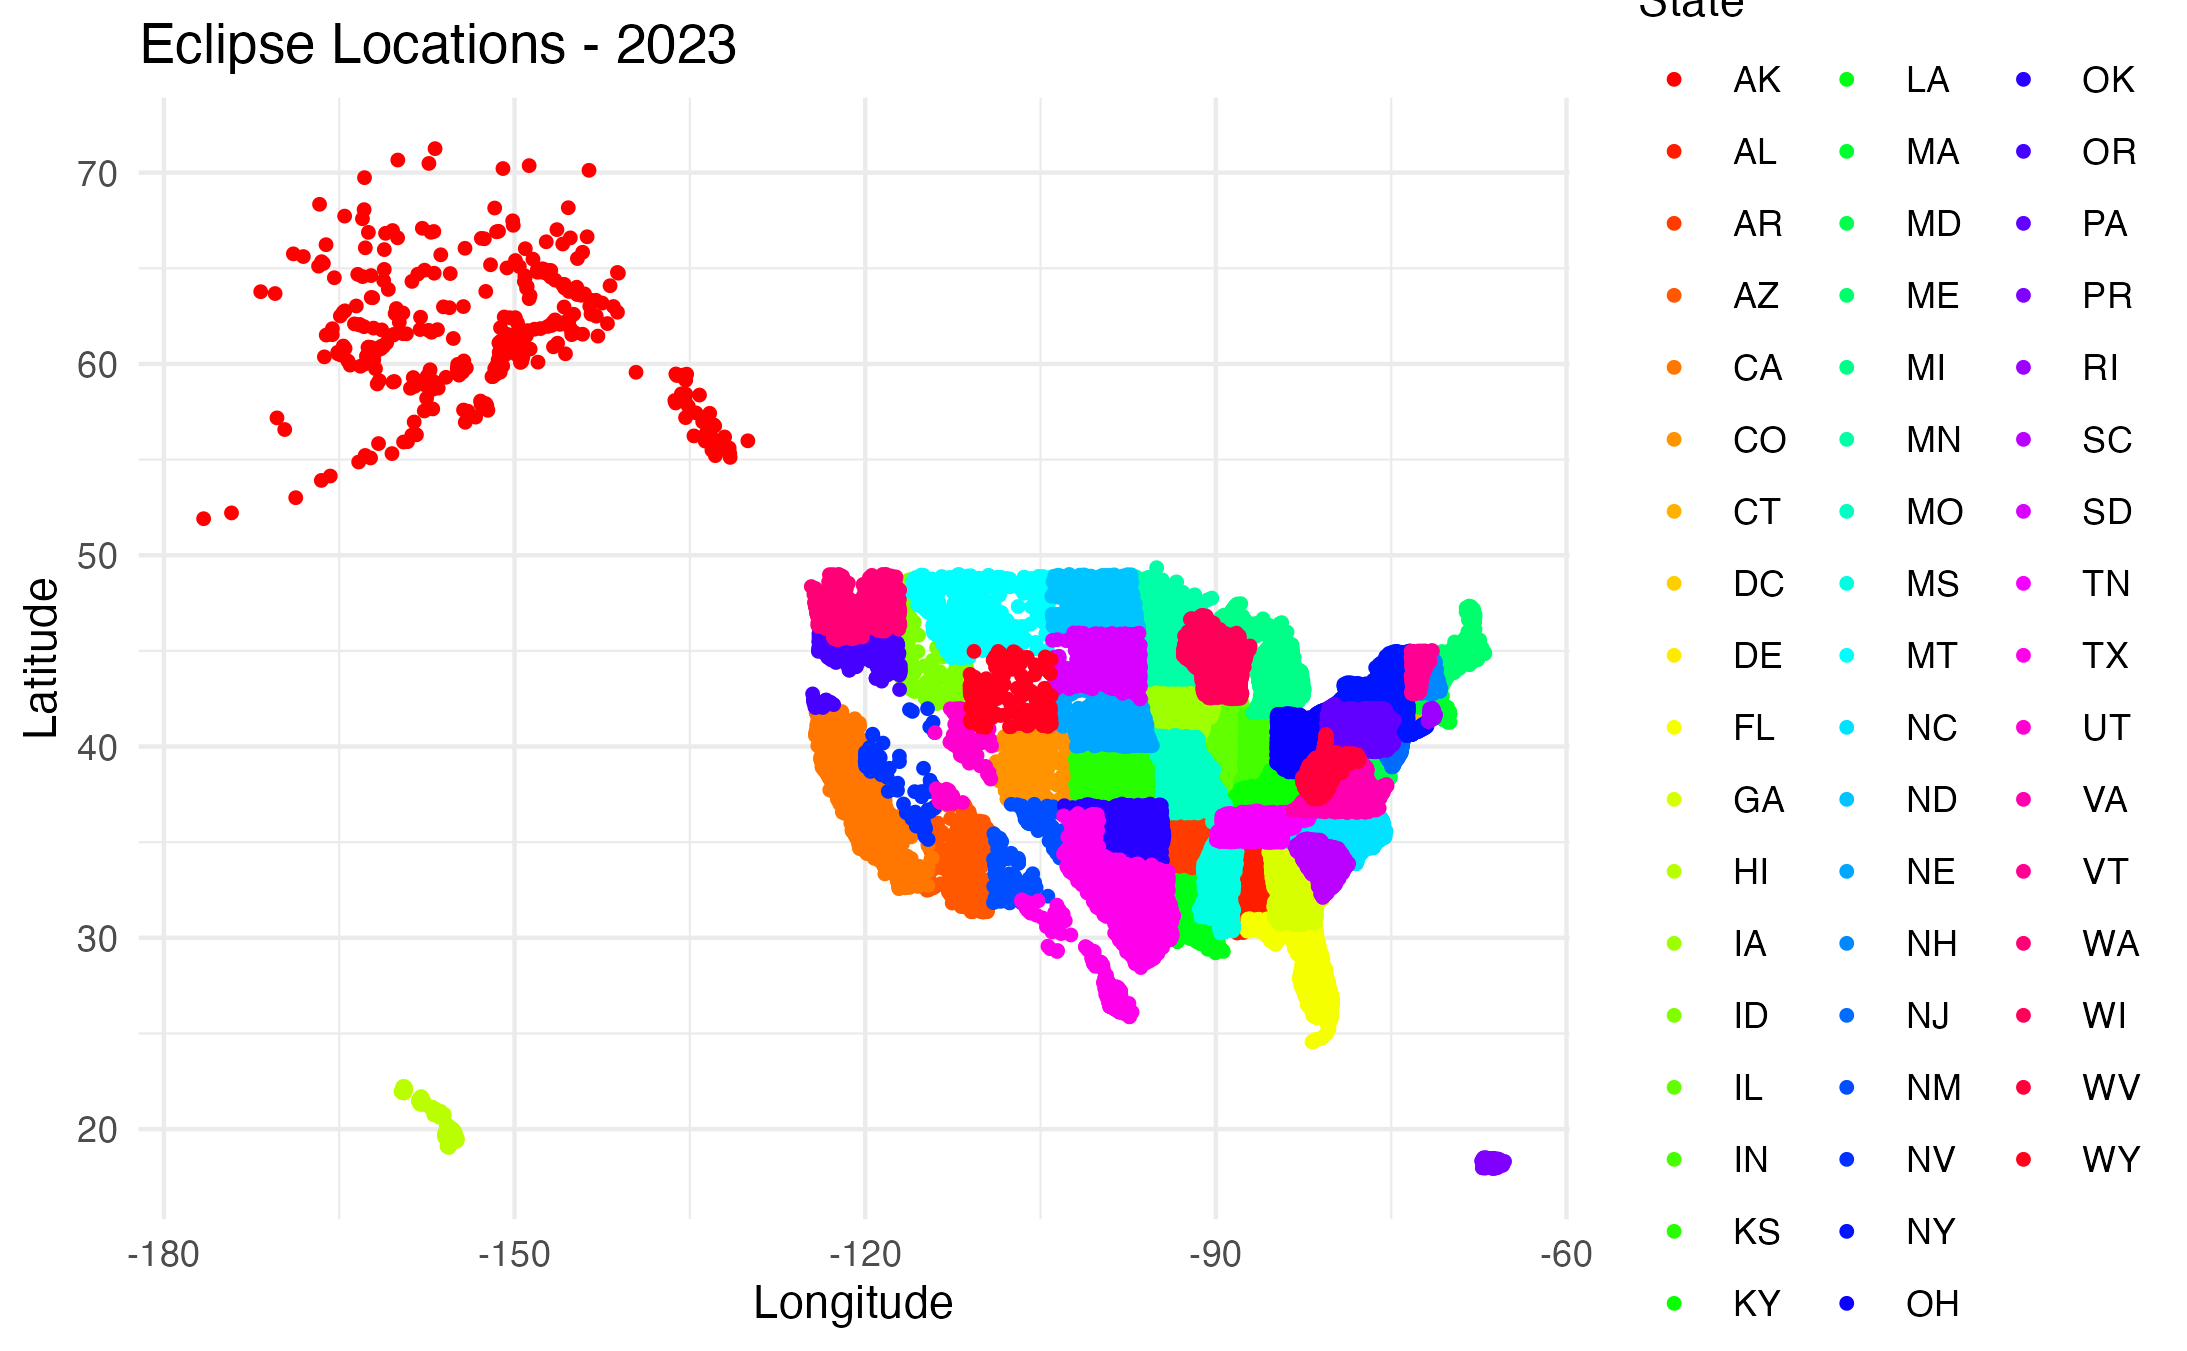 Eclipse Locations - 2023
State
AK
AL
AR
AZ
CA
CO
CT
DC
DE
FL
GA
HI
IA
ID
IL
IN
KS
KY
LA
MA
MD
ME
MI
MN
MO
MS
MT
NC
ND
NE
NH
NJ
NM
NV
NY
OH
OK
OR
PA
PR
RI
SC
SD
TN
TX
UT
VA
VT
WA
WI
WV
WY
Latitude
70
60
50
40
30
20
-180
-150
-120
-90
-60
Longitude